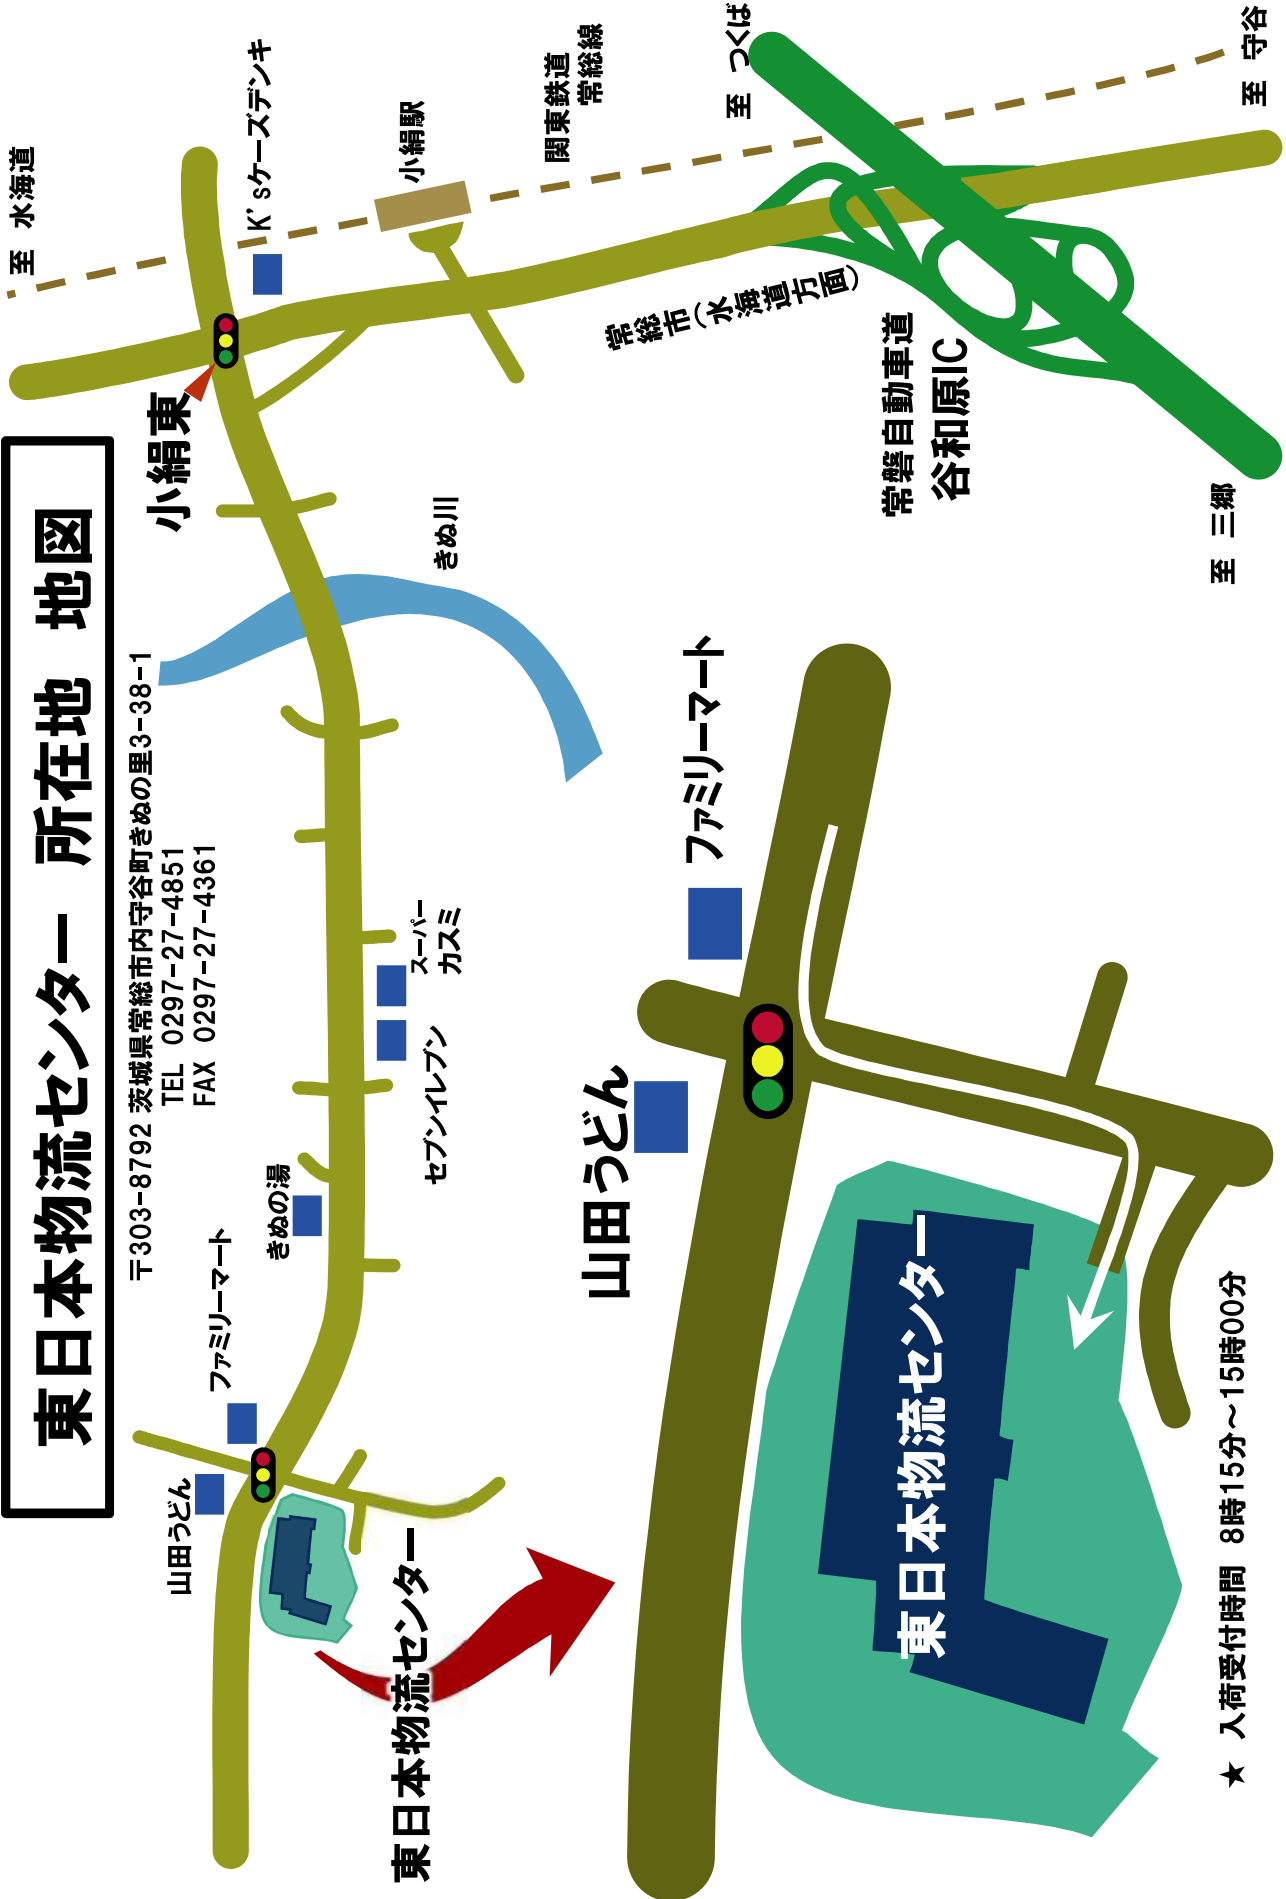 東日本物流センター 所在地 地図
〒303-8792 茨城県常総市内守谷町きぬの里3-38-1
TEL 0297-27-4851
FAX 0297-27-4361
至 水海道
K'sケーズデンキ
小絹駅
関東鉄道
常総線
至 つくば
至 守谷
小絹東
常総市(水海道方面)
常磐自動車道
谷和原IC
至 三郷
きぬ川
スーパー
カスミ
セブンイレブン
きぬの湯
ファミリーマート
山田うどん
東日本物流センター
ファミリーマート
山田うどん
東日本物流センター
★ 入荷受付時間 8時15分～15時00分